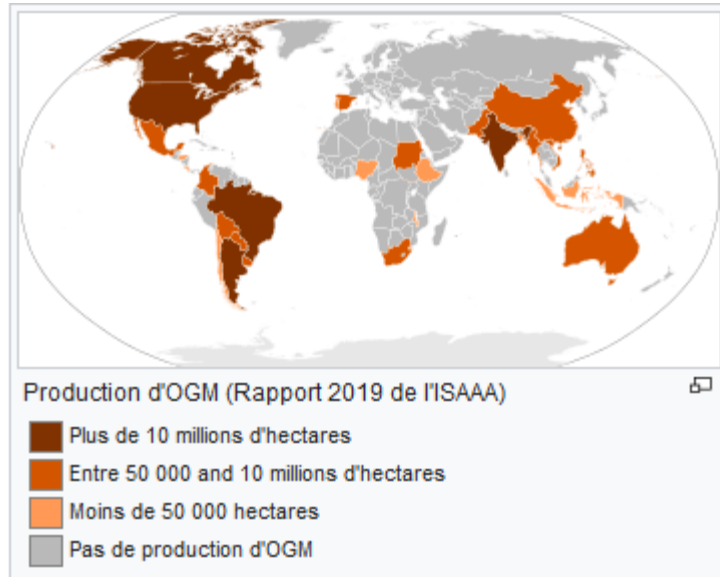 Production d'OGM (Rapport 2019 de l'ISAAA)
Plus de 10 millions d'hectares
Entre 50 000 and 10 millions d'hectares
Moins de 50 000 hectares
Pas de production d'OGM